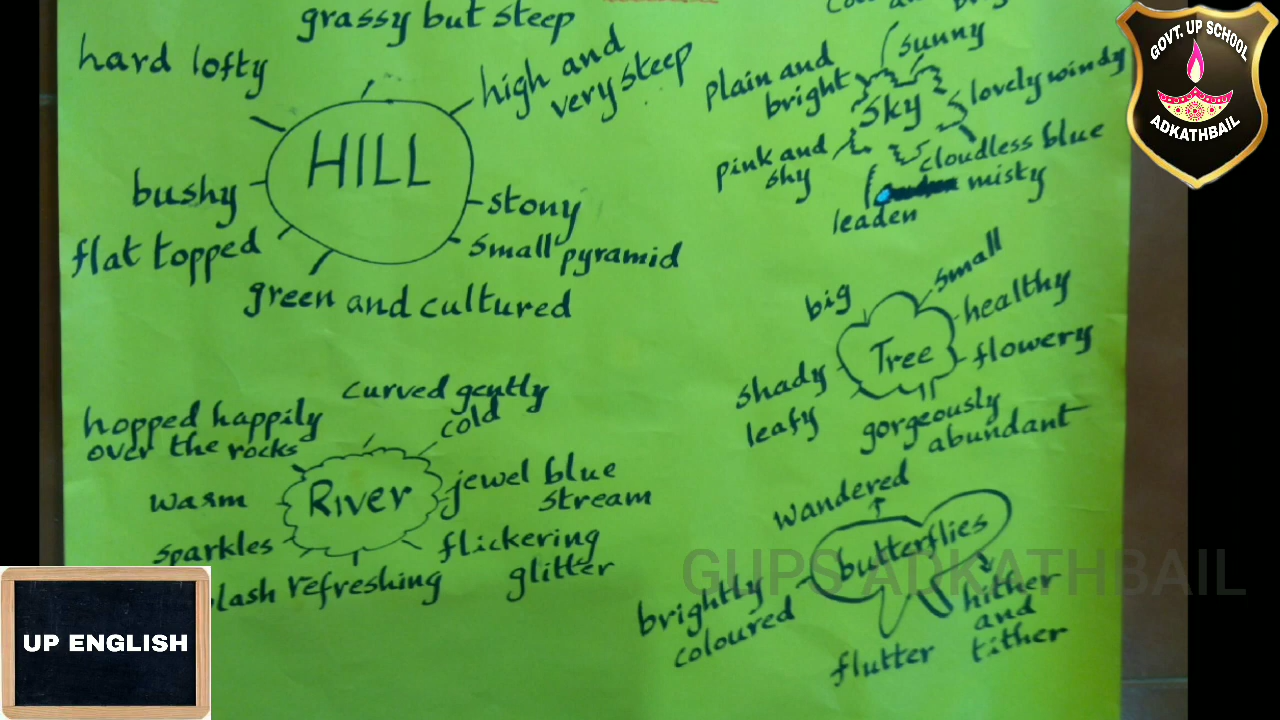 grassy but steep
hard lofty
high and
very steep
HILL
bushy
stony
flat topped
small pyramid
green and cultured
sunny
plain and
bright
sky
lovely windy
pink and
shy
cloudless blue
misty
leaden
big
small
healthy
Tree
flowery
shady
leafy
gorgeously
abundant
curved gently
cold
hopped happily
over the rocks
River
jewel blue
stream
warm
sparkles
flickering
glitter
refreshing
wandered
butterflies
brightly
coloured
hither
and
tither
flutter
GOVT. UP SCHOOL
ADKATHBAIL
GUPS ADKATHBAIL
UP ENGLISH